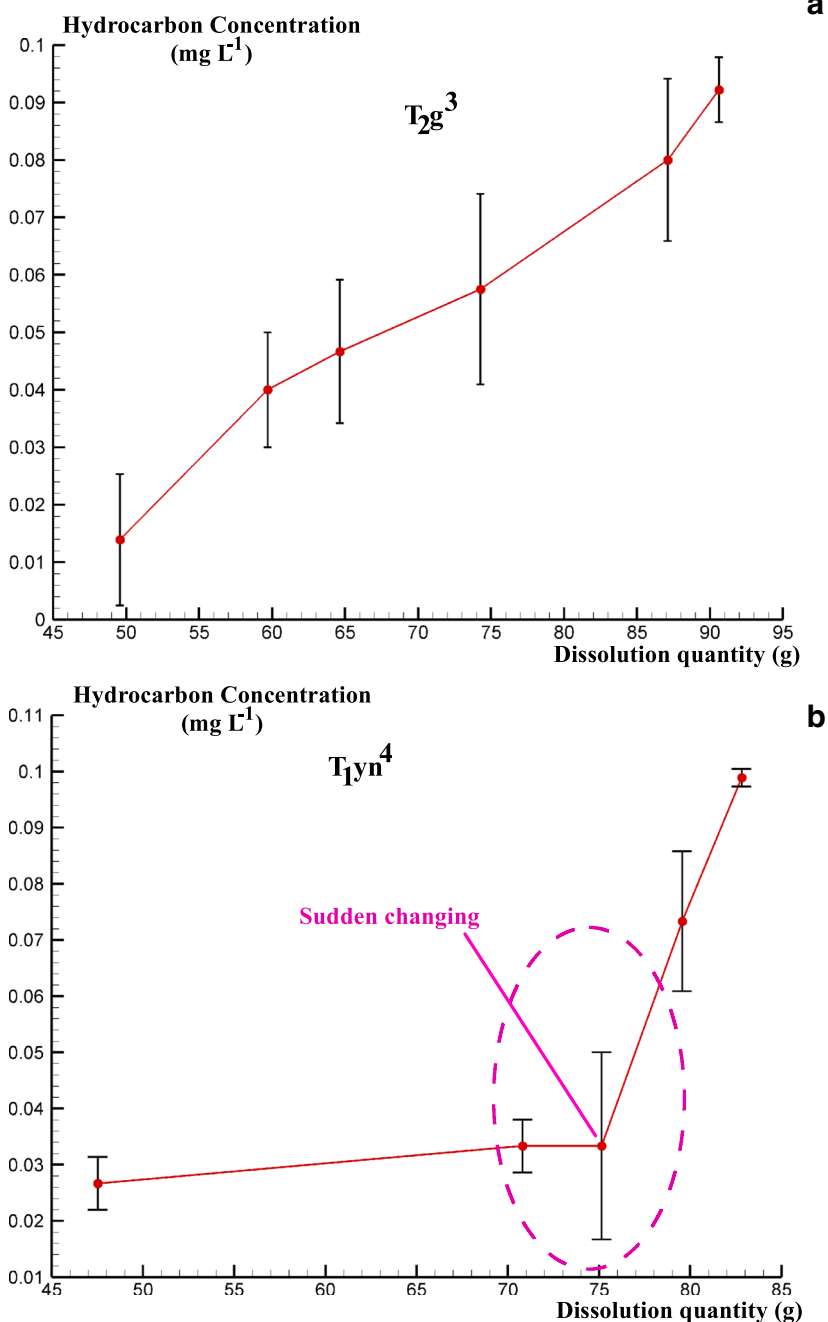 a
Hydrocarbon Concentration
(mg L-1)
T2g3
0.1
0.09
0.08
0.07
0.06
0.05
0.04
0.03
0.02
0.01
0
45 50 55 60 65 70 75 80 85 90 95
Dissolution quantity (g)
b
Hydrocarbon Concentration
(mg L-1)
T1yn4
0.11
0.1
0.09
0.08
0.07
0.06
0.05
0.04
0.03
0.02
0.01
Sudden changing
45 50 55 60 65 70 75 80 85
Dissolution quantity (g)